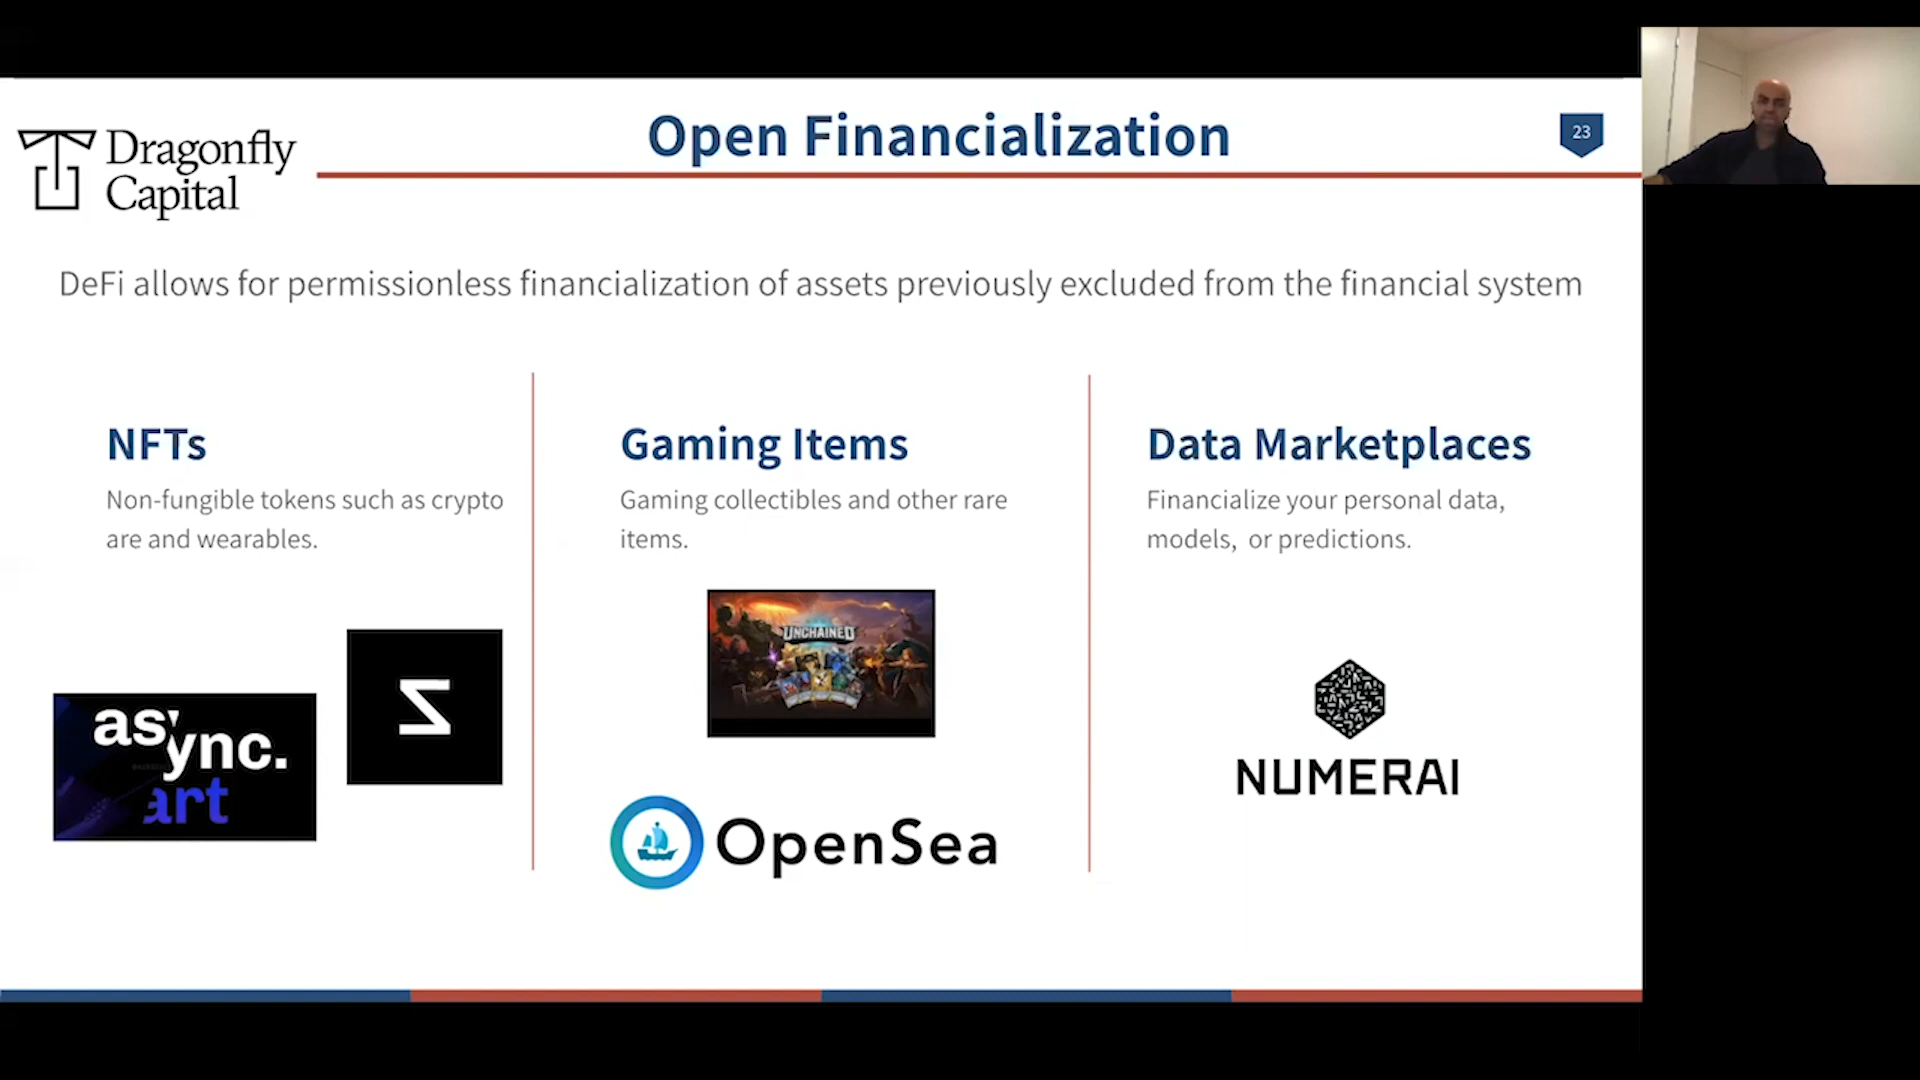 Dragonfly
Capital
Open Financialization
23
DeFi allows for permissionless financialization of assets previously excluded from the financial system
NFTs
Non-fungible tokens such as crypto
are and wearables.
async.
art
Gaming Items
Gaming collectibles and other rare
items.
UNCHAINED
OpenSea
Data Marketplaces
Financialize your personal data,
models, or predictions.
NUMERAI